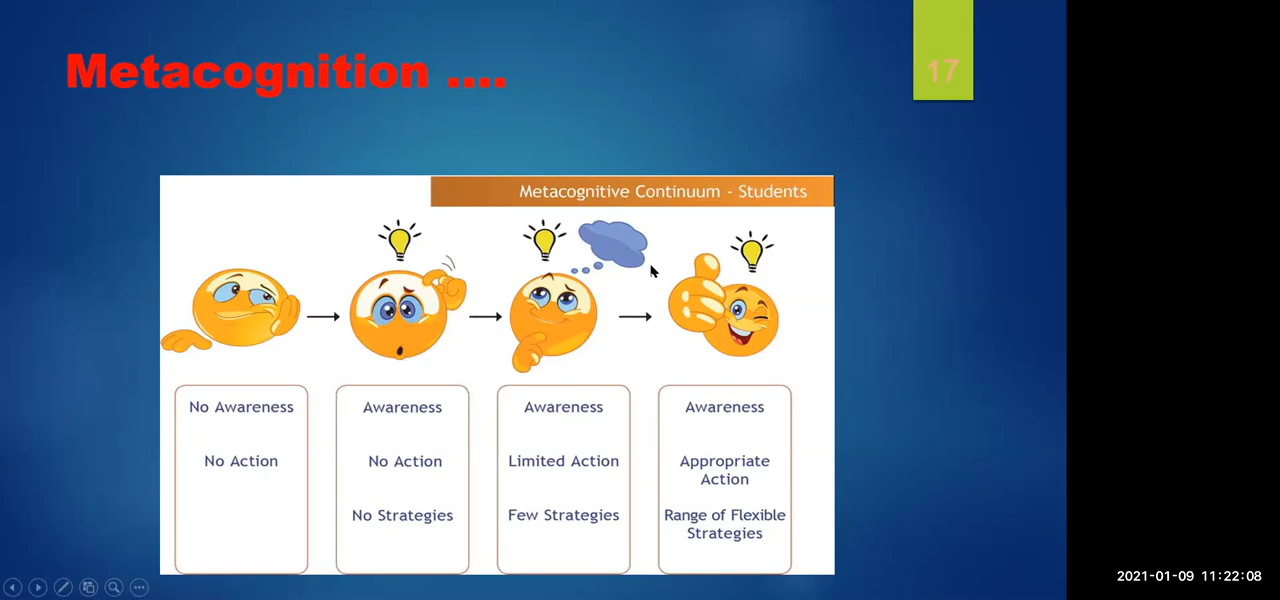 Metacognition ....
17
Metacognitive Continuum - Students
No Awareness
No Action
Awareness
No Action
No Strategies
Awareness
Limited Action
Few Strategies
Awareness
Appropriate
Action
Range of Flexible
Strategies
2021-01-09 11:22:08